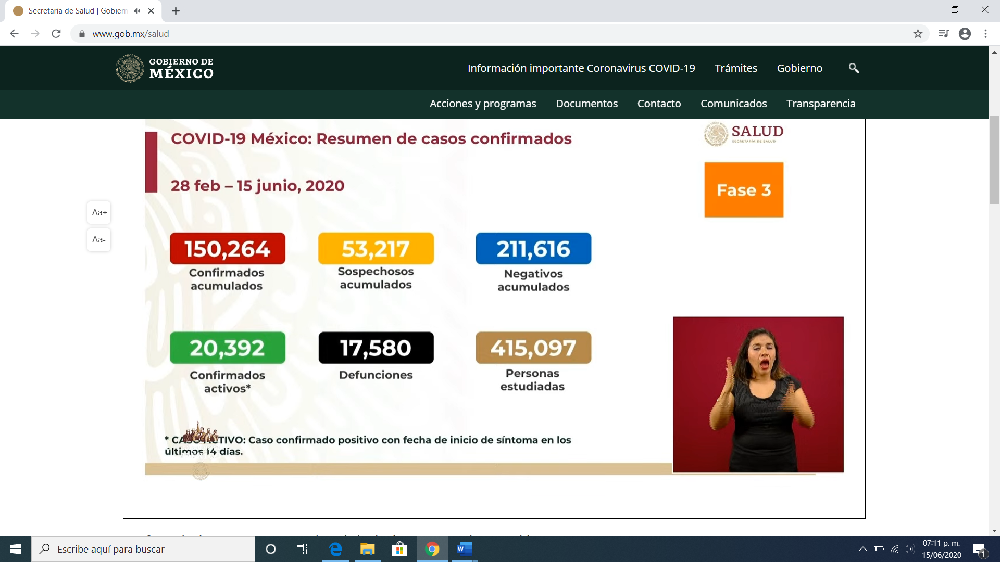 Secretaría de Salud | Gobiern
www.gob.mx/salud
GOBIERNO DE
MÉXICO
Información importante Coronavirus COVID-19
Trámites
Gobierno
Acciones y programas
Documentos
Contacto
Comunicados
Transparencia
COVID-19 México: Resumen de casos confirmados
SALUD
SECRETARÍA DE SALUD
28 feb – 15 junio, 2020
Fase 3
Aa+
Aa-
150,264
Confirmados
acumulados
53,217
Sospechosos
acumulados
211,616
Negativos
acumulados
20,392
Confirmados
activos*
17,580
Defunciones
415,097
Personas
estudiadas
* CASO ACTIVO: Caso confirmado positivo con fecha de inicio de síntoma en los
últimos 14 días.
Escribe aquí para buscar
07:11 p. m.
15/06/2020
1